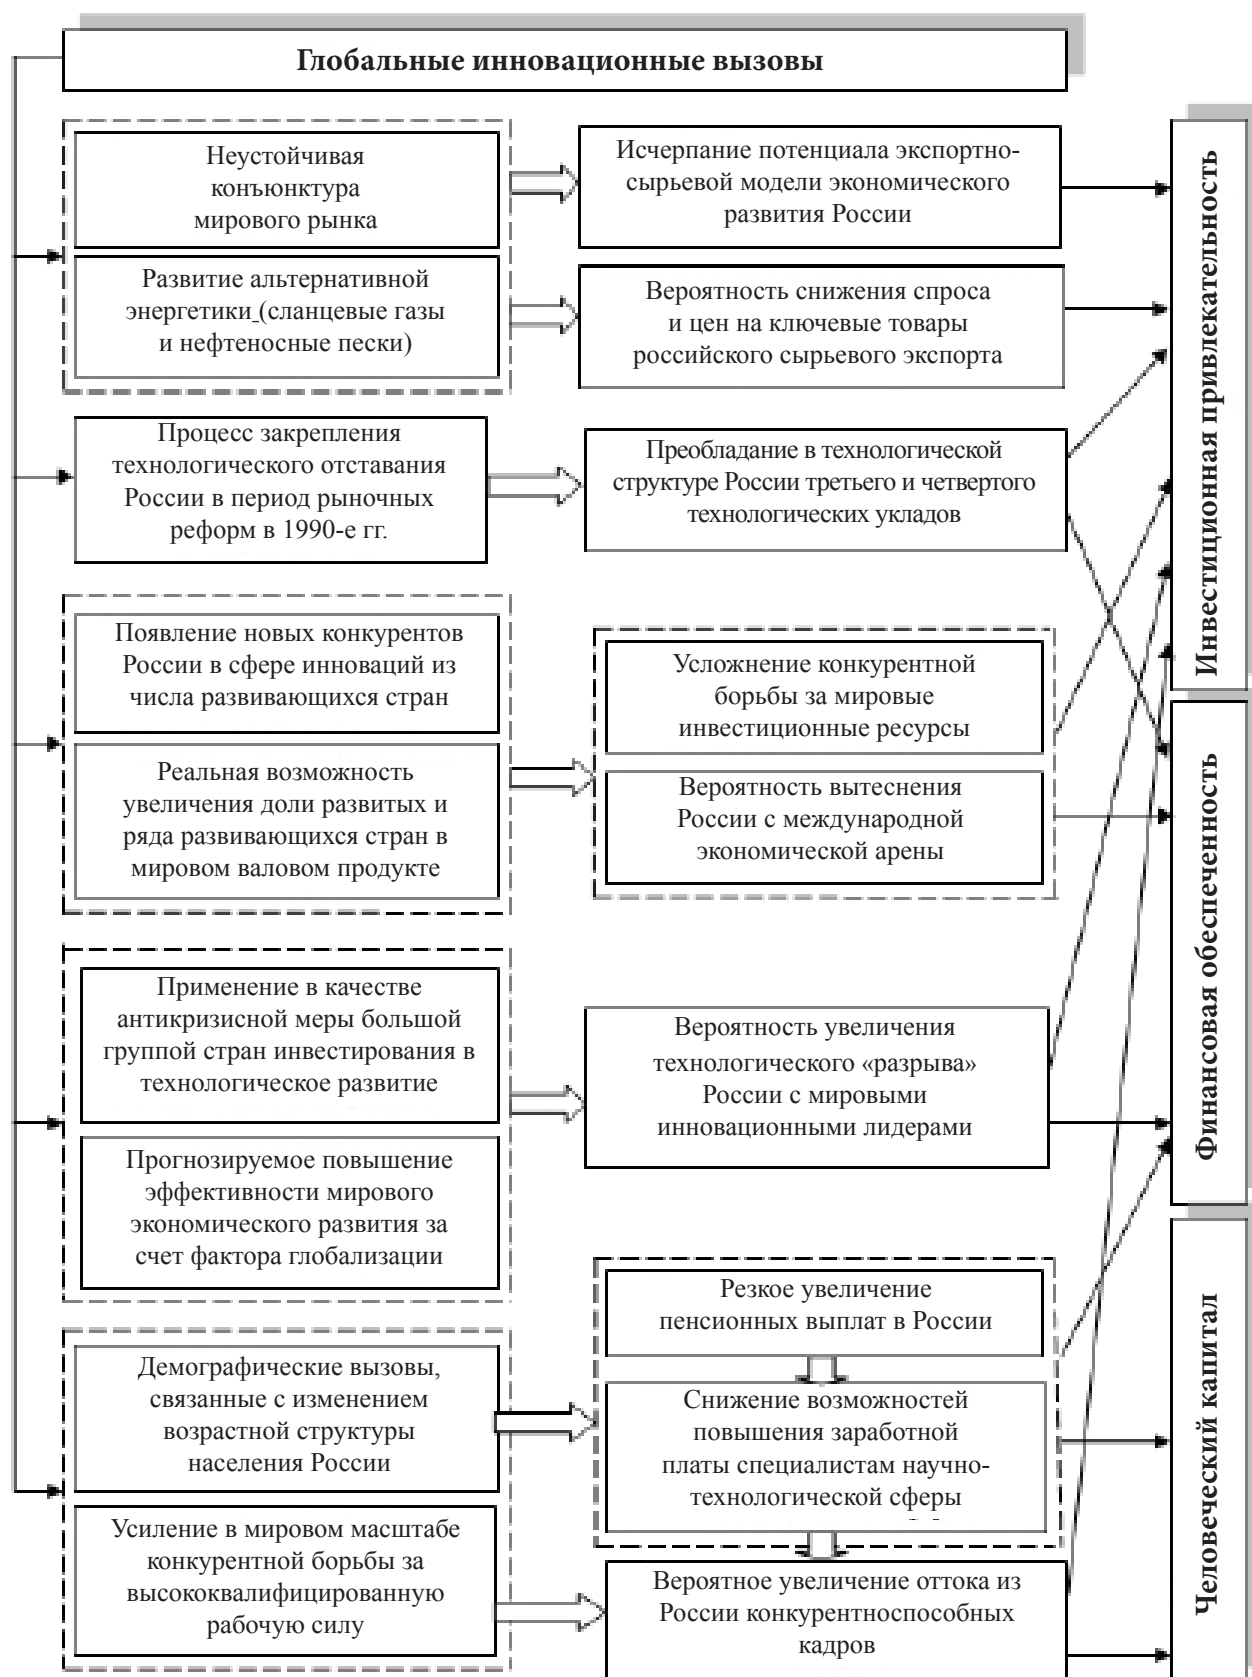 Глобальные инновационные вызовы
Неустойчивая
конъюнктура
мирового рынка
Исчерпание потенциала экспортно-
сырьевой модели экономического
развития России
Развитие альтернативной
энергетики (сланцевые газы
и нефтеносные пески)
Вероятность снижения спроса
и цен на ключевые товары
российского сырьевого экспорта
Процесс закрепления
технологического отставания
России в период рыночных
реформ в 1990-е гг.
Преобладание в технологической
структуре России третьего и четвертого
технологических укладов
Появление новых конкурентов
России в сфере инноваций из
числа развивающихся стран
Реальная возможность
увеличения доли развитых и
ряда развивающихся стран в
мировом валовом продукте
Усложнение конкурентной
борьбы за мировые
инвестиционные ресурсы
Вероятность вытеснения
России с международной
экономической арены
Применение в качестве
антикризисной меры большой
группой стран инвестирования в
технологическое развитие
Прогнозируемое повышение
эффективности мирового
экономического развития за
счет фактора глобализации
Вероятность увеличения
технологического «разрыва»
России с мировыми
инновационными лидерами
Демографические вызовы,
связанные с изменением
возрастной структуры
населения России
Усиление в мировом масштабе
конкурентной борьбы за
высококвалифицированную
рабочую силу
Резкое увеличение
пенсионных выплат в России
Снижение возможностей
повышения заработной
платы специалистам научно-
технологической сферы
Вероятное увеличение оттока из
России конкурентноспособных
кадров
Инвестиционная привлекательность
Финансовая обеспеченность
Человеческий капитал